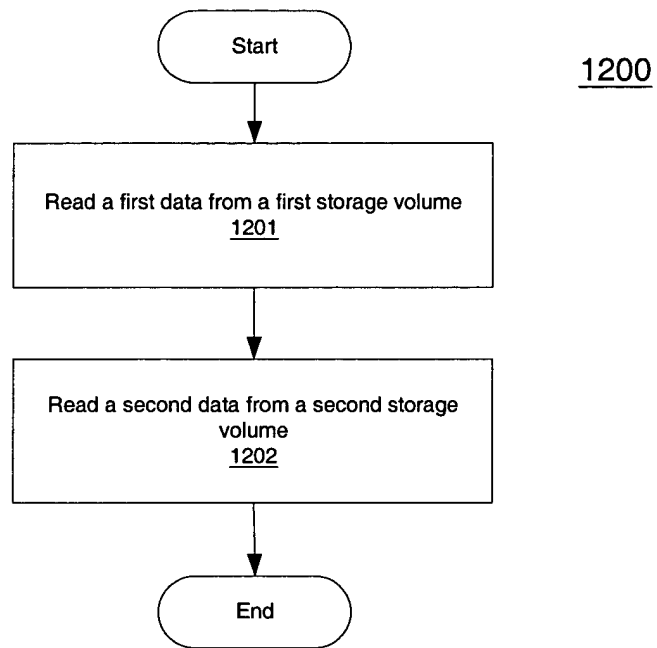 Start
1200
Read a first data from a first storage volume
1201
Read a second data from a second storage
volume
1202
End